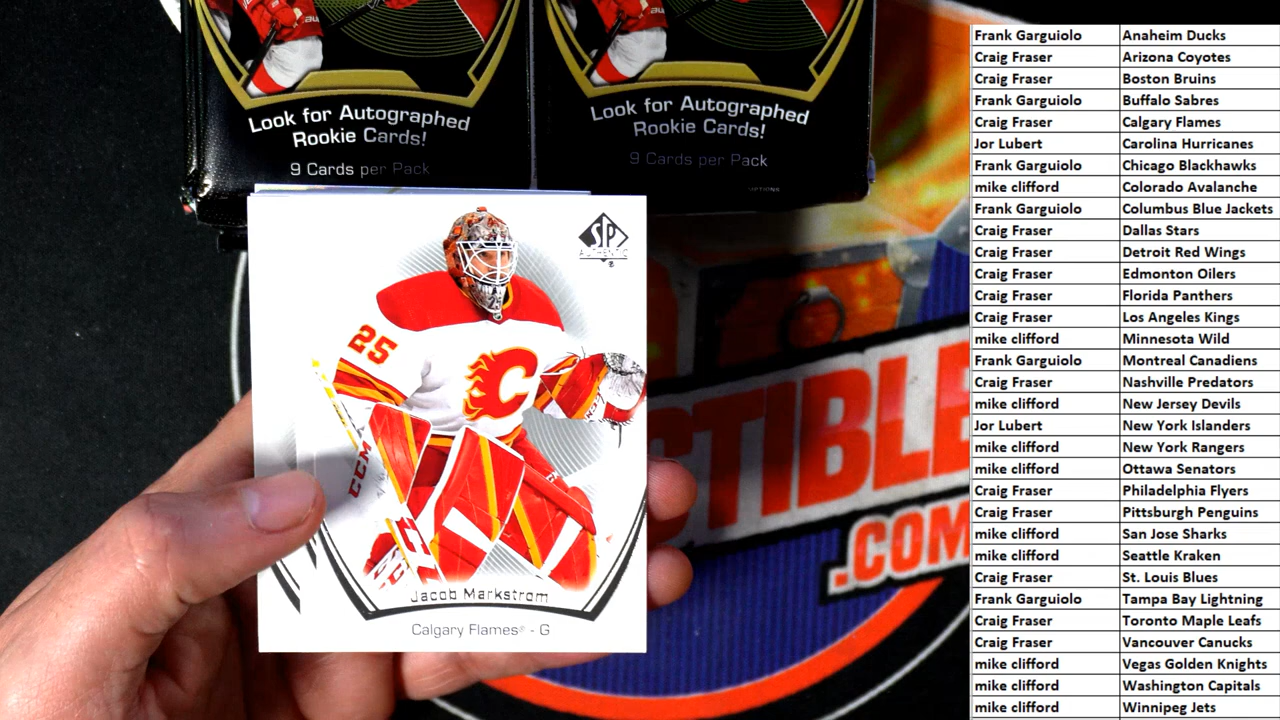 Look for Autographed
Rookie Cards!
9 Cards per Pack
Look for Autographed
Rookie Cards!
9 Cards per Pack
SP
AUTHENTIC
25
C
CCM
Jacob Markstrom
Calgary Flames® - G
TIBLE
.COM
Frank Garguiolo Anaheim Ducks
Craig Fraser Arizona Coyotes
Craig Fraser Boston Bruins
Frank Garguiolo Buffalo Sabres
Craig Fraser Calgary Flames
Jor Lubert Carolina Hurricanes
Frank Garguiolo Chicago Blackhawks
mike clifford Colorado Avalanche
Frank Garguiolo Columbus Blue Jackets
Craig Fraser Dallas Stars
Craig Fraser Detroit Red Wings
Craig Fraser Edmonton Oilers
Craig Fraser Florida Panthers
Craig Fraser Los Angeles Kings
mike clifford Minnesota Wild
Frank Garguiolo Montreal Canadiens
Craig Fraser Nashville Predators
mike clifford New Jersey Devils
Jor Lubert New York Islanders
mike clifford New York Rangers
mike clifford Ottawa Senators
Craig Fraser Philadelphia Flyers
Craig Fraser Pittsburgh Penguins
mike clifford San Jose Sharks
mike clifford Seattle Kraken
Craig Fraser St. Louis Blues
Frank Garguiolo Tampa Bay Lightning
Craig Fraser Toronto Maple Leafs
Craig Fraser Vancouver Canucks
mike clifford Vegas Golden Knights
mike clifford Washington Capitals
mike clifford Winnipeg Jets